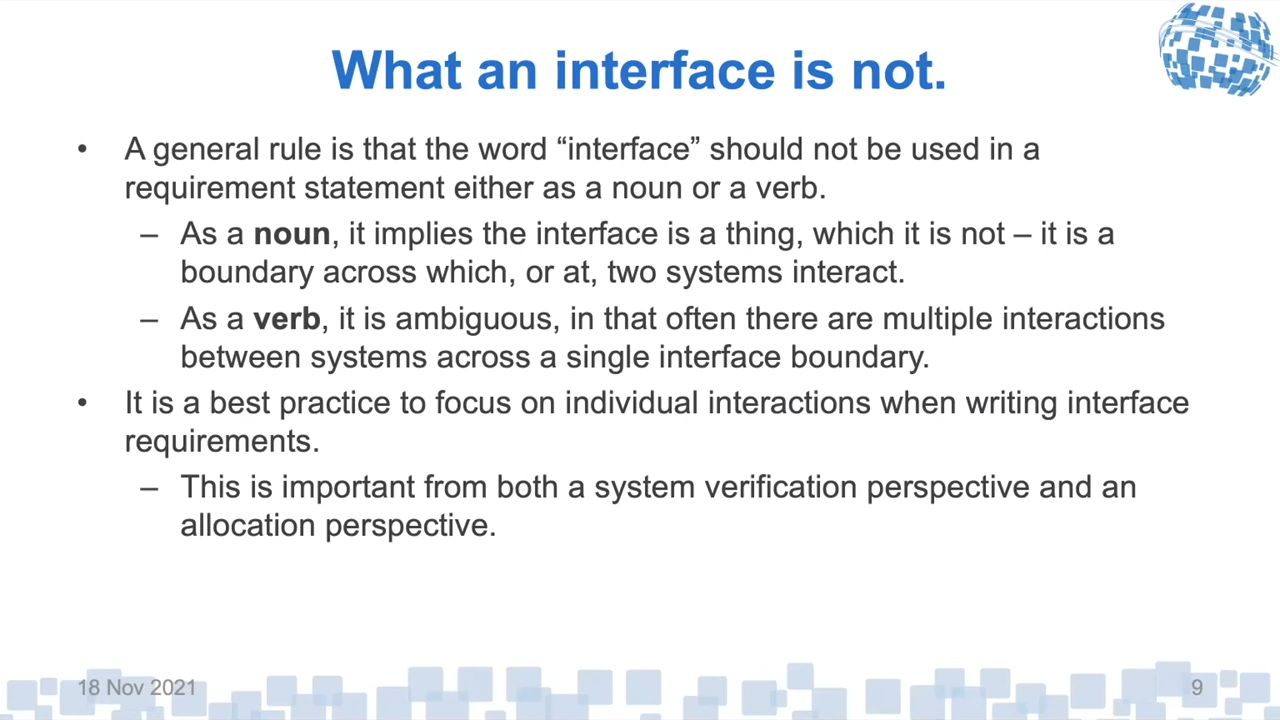 What an interface is not.
• A general rule is that the word “interface” should not be used in a
requirement statement either as a noun or a verb.
– As a noun, it implies the interface is a thing, which it is not – it is a
boundary across which, or at, two systems interact.
– As a verb, it is ambiguous, in that often there are multiple interactions
between systems across a single interface boundary.
• It is a best practice to focus on individual interactions when writing interface
requirements.
– This is important from both a system verification perspective and an
allocation perspective.
18 Nov 2021
9